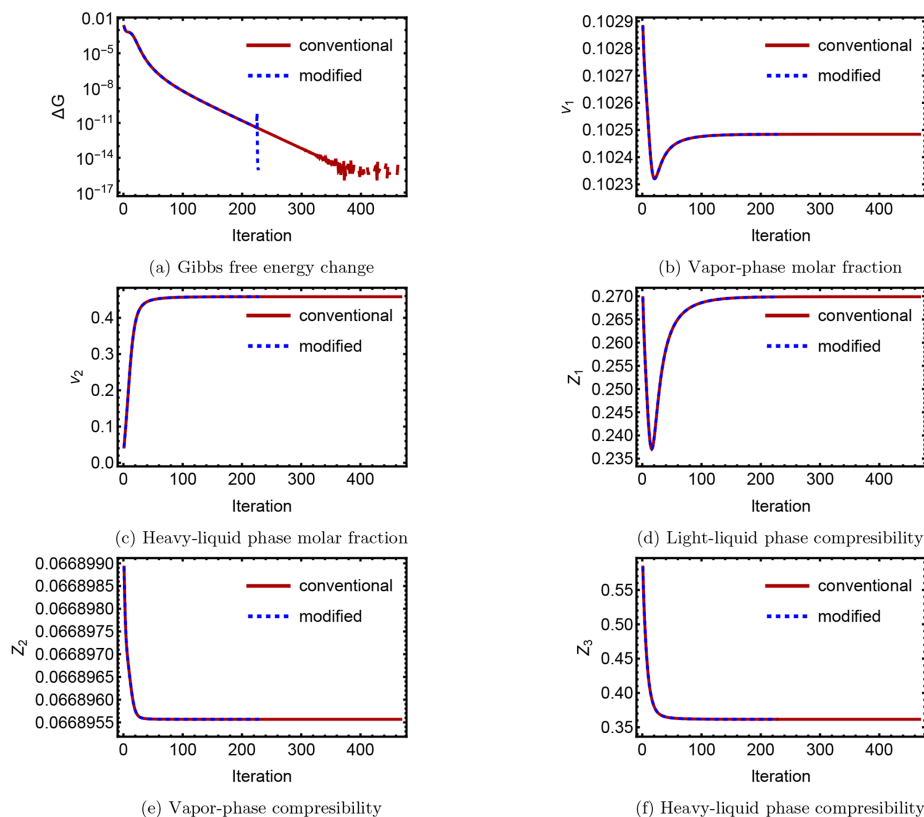 0.01
10^-5
10^-8
10^-11
10^-14
10^-17
ΔG
conventional
modified
0 100 200 300 400
Iteration
(a) Gibbs free energy change
0.1029
0.1028
0.1027
0.1026
0.1025
0.1024
0.1023
v1
conventional
modified
0 100 200 300 400
Iteration
(b) Vapor-phase molar fraction
0.4
0.3
0.2
0.1
0.0
v2
conventional
modified
0 100 200 300 400
Iteration
(c) Heavy-liquid phase molar fraction
0.270
0.265
0.260
0.255
0.250
0.245
0.240
0.235
Z1
conventional
modified
0 100 200 300 400
Iteration
(d) Light-liquid phase compresibility
0.0668990
0.0668985
0.0668980
0.0668975
0.0668970
0.0668965
0.0668960
0.0668955
Z2
conventional
modified
0 100 200 300 400
Iteration
(e) Vapor-phase compresibility
0.55
0.50
0.45
0.40
0.35
Z3
conventional
modified
0 100 200 300 400
Iteration
(f) Heavy-liquid phase compresibility